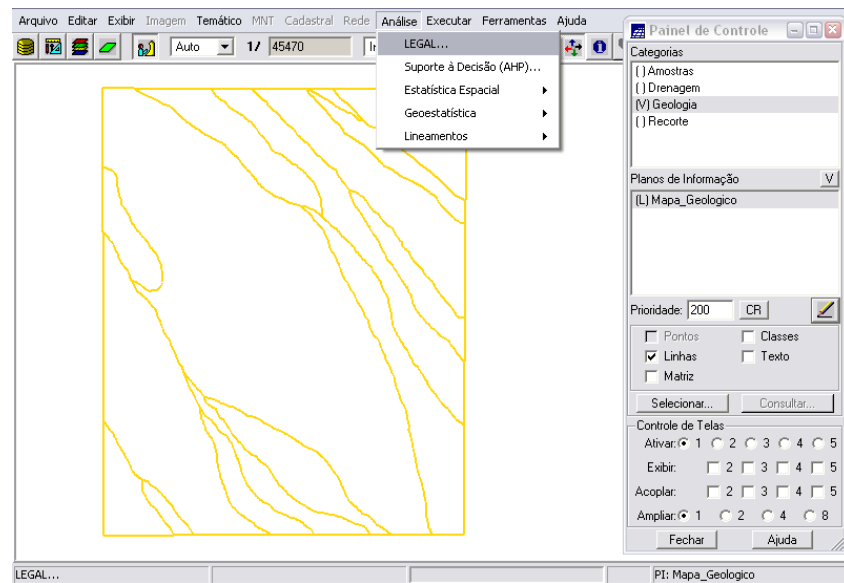 Arquivo Editar Exibir Imagem Temático MNT Cadastral Rede Análise Executar Ferramentas Ajuda
Auto 1/ 45470
LEGAL...
Suporte à Decisão (AHP)...
Estatística Espacial
Geoestatística
Lineamentos
Painel de Controle
Categorias
( ) Amostras
( ) Drenagem
(V) Geologia
( ) Recorte
Planos de Informação V
(L) Mapa_Geologico
Prioridade: 200 CR
Pontos Classes
Linhas Texto
Matriz
Selecionar... Consultar...
Controle de Telas
Ativar: 1 2 3 4 5
Exibir: 2 3 4 5
Acoplar: 2 3 4 5
Ampliar: 1 2 4 8
Fechar Ajuda
LEGAL... PI: Mapa_Geologico